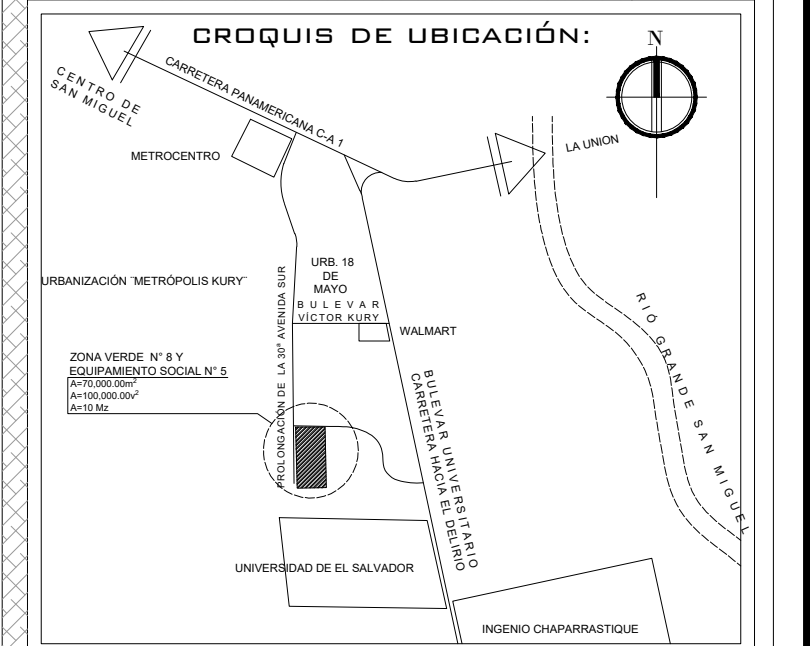 CROQUIS DE UBICACIÓN:
N
CENTRO DE
SAN MIGUEL
CARRETERA PANAMERICANA C-A 1
METROCENTRO
LA UNION
URBANIZACIÓN ¨METRÓPOLIS KURY¨
URB. 18
DE
MAYO
BULEVAR
VÍCTOR KURY
WALMART
PROLONGACIÓN DE LA 30ª AVENIDA SUR
ZONA VERDE N° 8 Y
EQUIPAMIENTO SOCIAL N° 5
A=70,000.00m²
A=100,000.00v²
A=10 Mz
BULEVAR UNIVERSITARIO
CARRETERA HACIA EL DELIRIO
RIÓ GRANDE SAN MIGUEL
UNIVERSIDAD DE EL SALVADOR
INGENIO CHAPARRASTIQUE